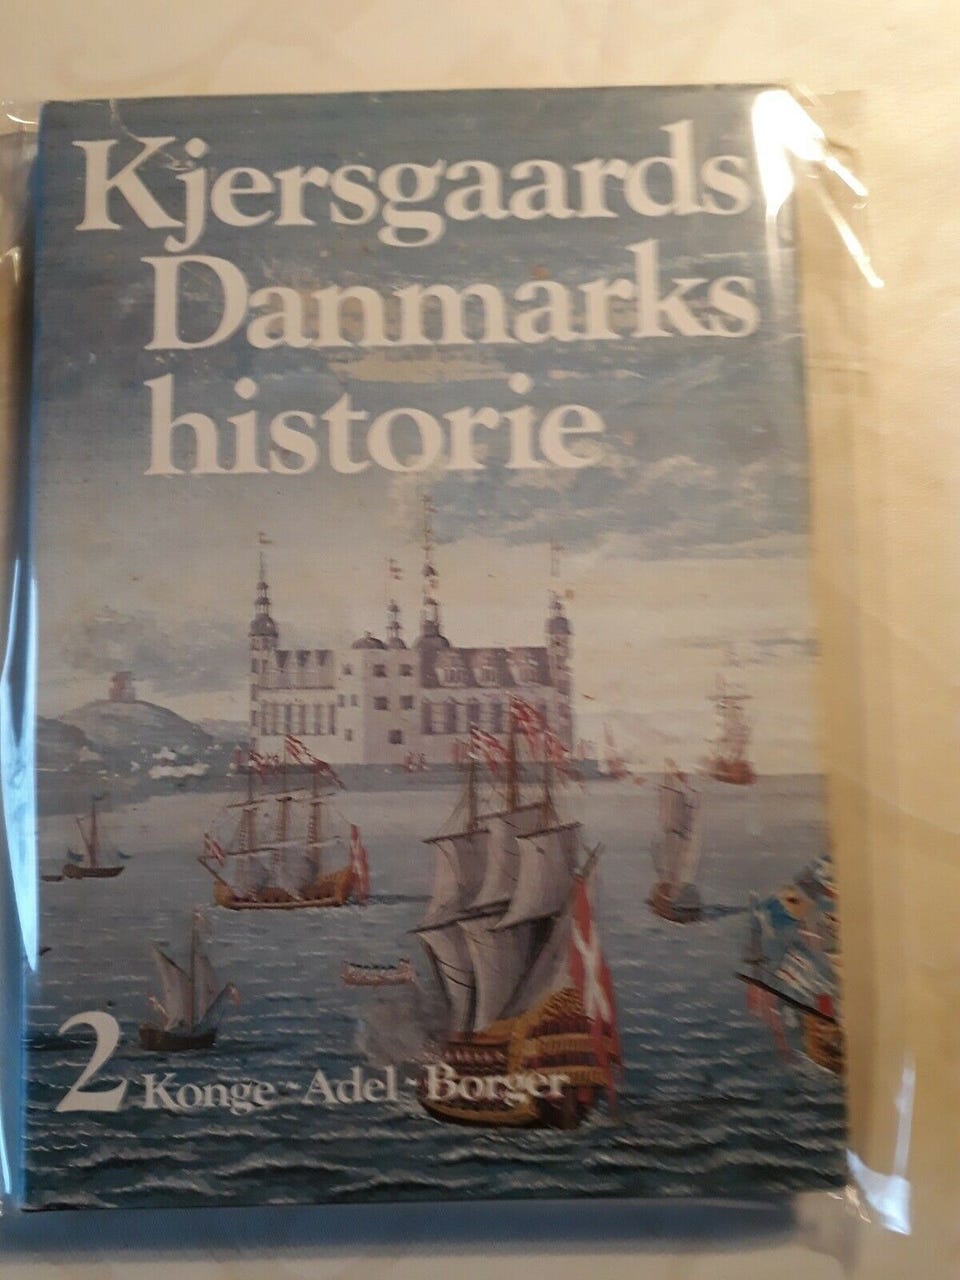 Kjersgaards
Danmarks
historie
2 Konge ~ Adel ~ Borger